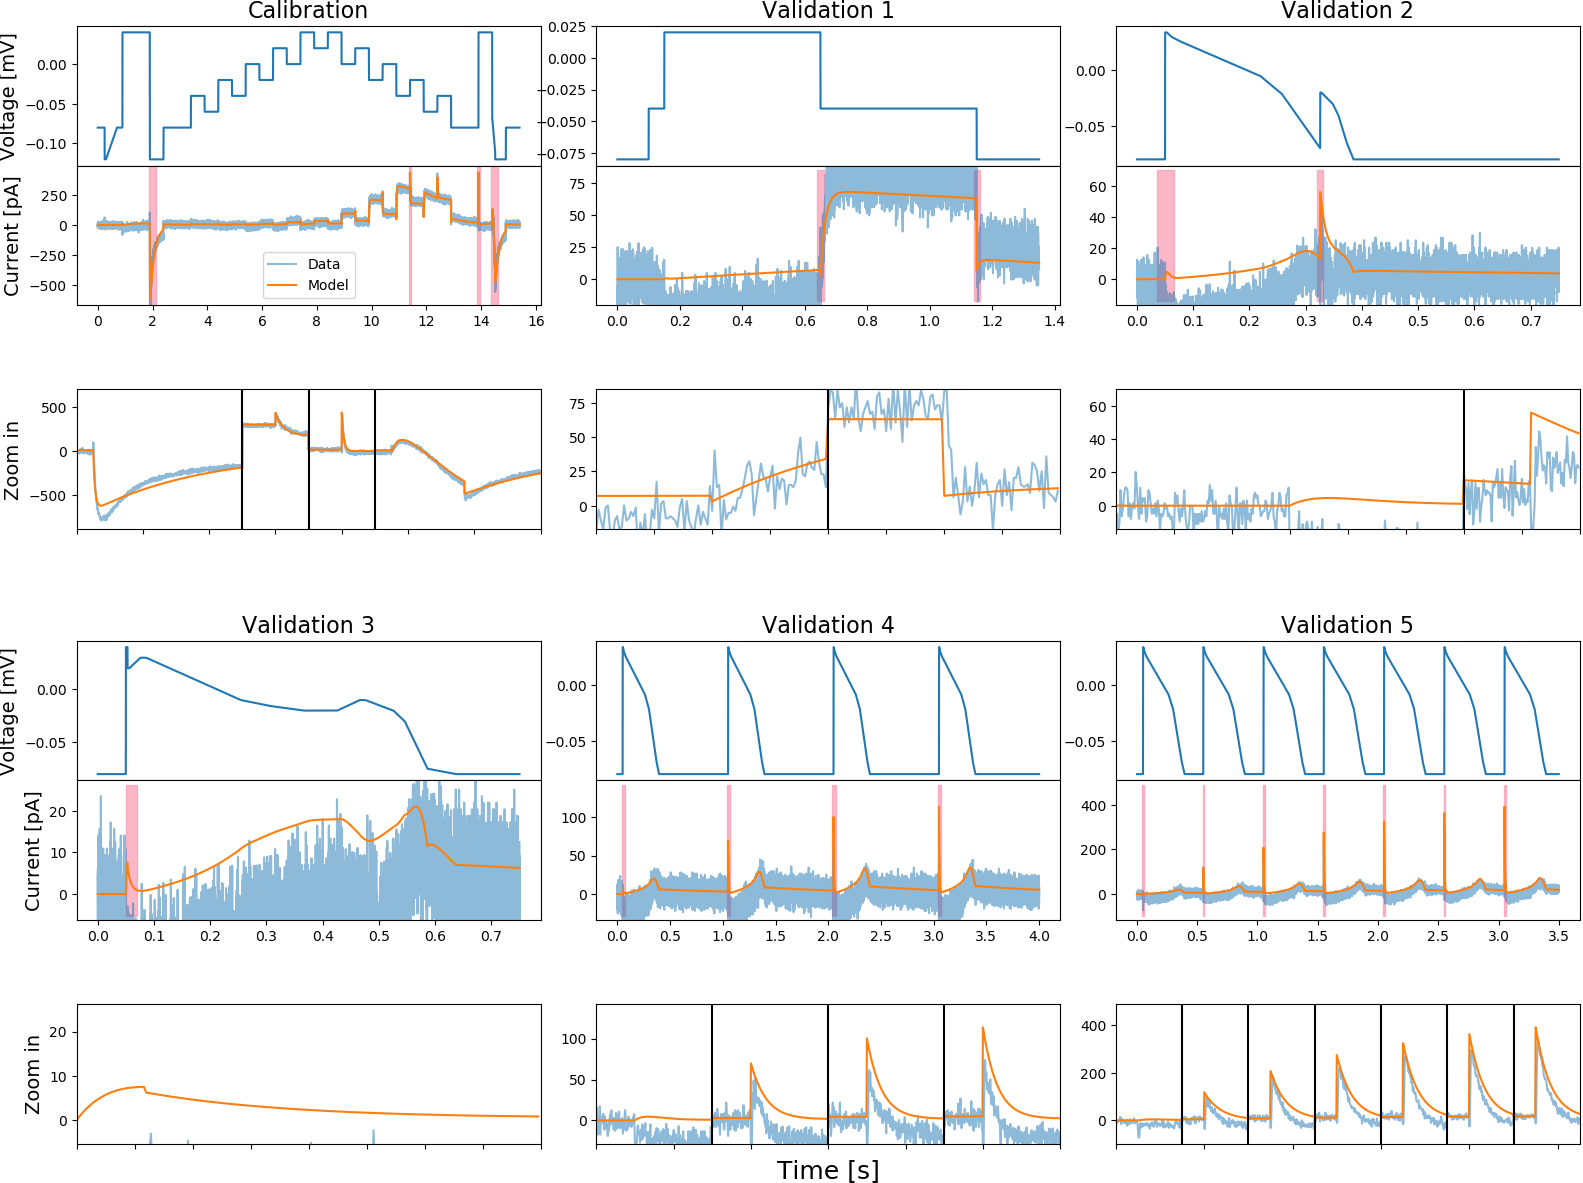 Calibration
Validation 1
Validation 2
Voltage [mV]
0.00
−0.05
−0.10
0.025
0.000
−0.025
−0.050
−0.075
0.00
−0.05
Current [pA]
250
0
−250
−500
Data
Model
75
50
25
0
60
40
20
0
0 2 4 6 8 10 12 14 16
0.0 0.2 0.4 0.6 0.8 1.0 1.2 1.4
0.0 0.1 0.2 0.3 0.4 0.5 0.6 0.7
Zoom in
500
0
−500
75
50
25
0
60
40
20
0
Validation 3
Validation 4
Validation 5
Voltage [mV]
0.00
−0.05
0.00
−0.05
0.00
−0.05
Current [pA]
20
10
0
100
50
0
400
200
0
0.0 0.1 0.2 0.3 0.4 0.5 0.6 0.7
0.0 0.5 1.0 1.5 2.0 2.5 3.0 3.5 4.0
0.0 0.5 1.0 1.5 2.0 2.5 3.0 3.5
Zoom in
20
10
0
100
50
0
400
200
0
Time [s]